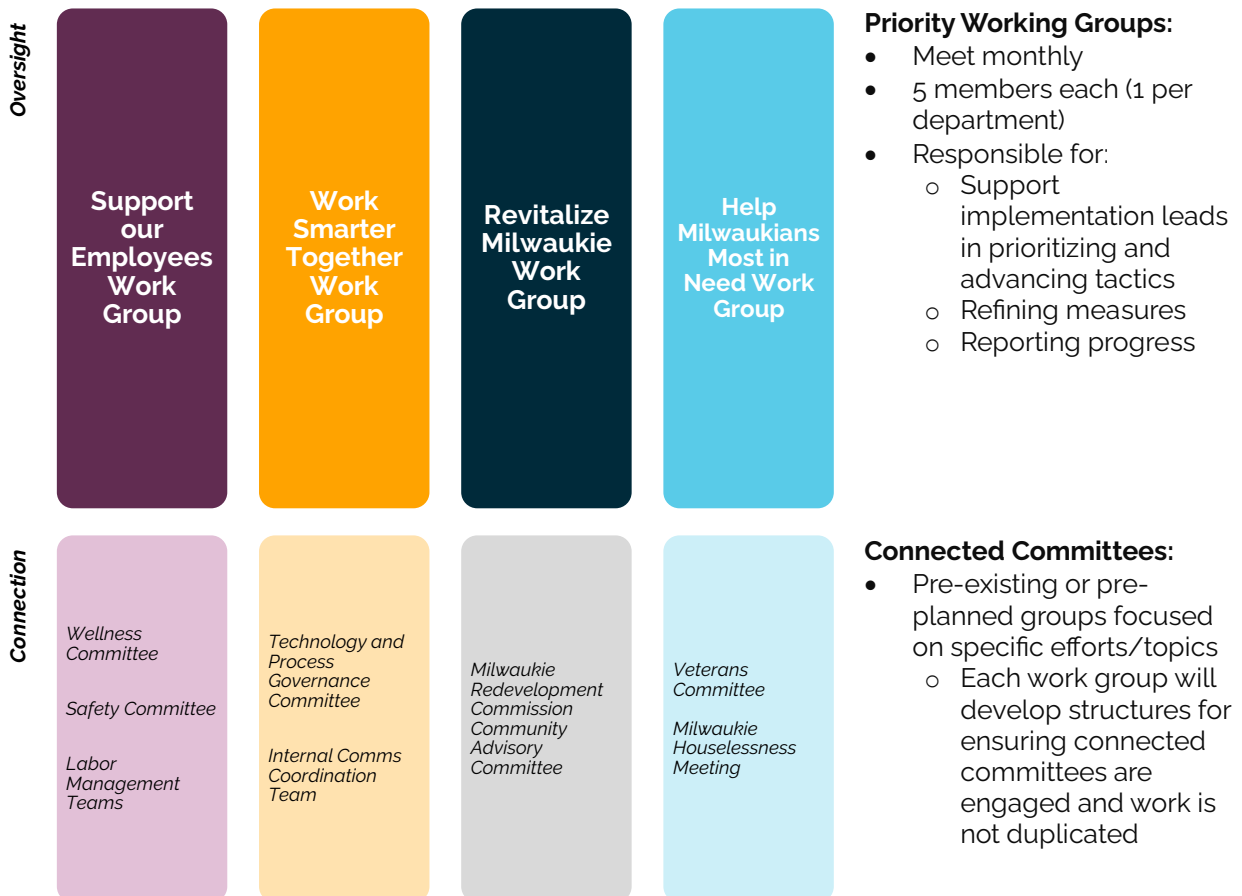 Oversight
Support
our
Employees
Work
Group
Work
Smarter
Together
Work
Group
Revitalize
Milwaukie
Work
Group
Help
Milwaukians
Most in
Need Work
Group
Priority Working Groups:
• Meet monthly
• 5 members each (1 per
department)
• Responsible for:
o Support
implementation leads
in prioritizing and
advancing tactics
o Refining measures
o Reporting progress
Connection
Wellness
Committee
Safety Committee
Labor
Management
Teams
Technology and
Process
Governance
Committee
Internal Comms
Coordination
Team
Milwaukie
Redevelopment
Commission
Community
Advisory
Committee
Veterans
Committee
Milwaukie
Houselessness
Meeting
Connected Committees:
• Pre-existing or pre-
planned groups focused
on specific efforts/topics
o Each work group will
develop structures for
ensuring connected
committees are
engaged and work is
not duplicated